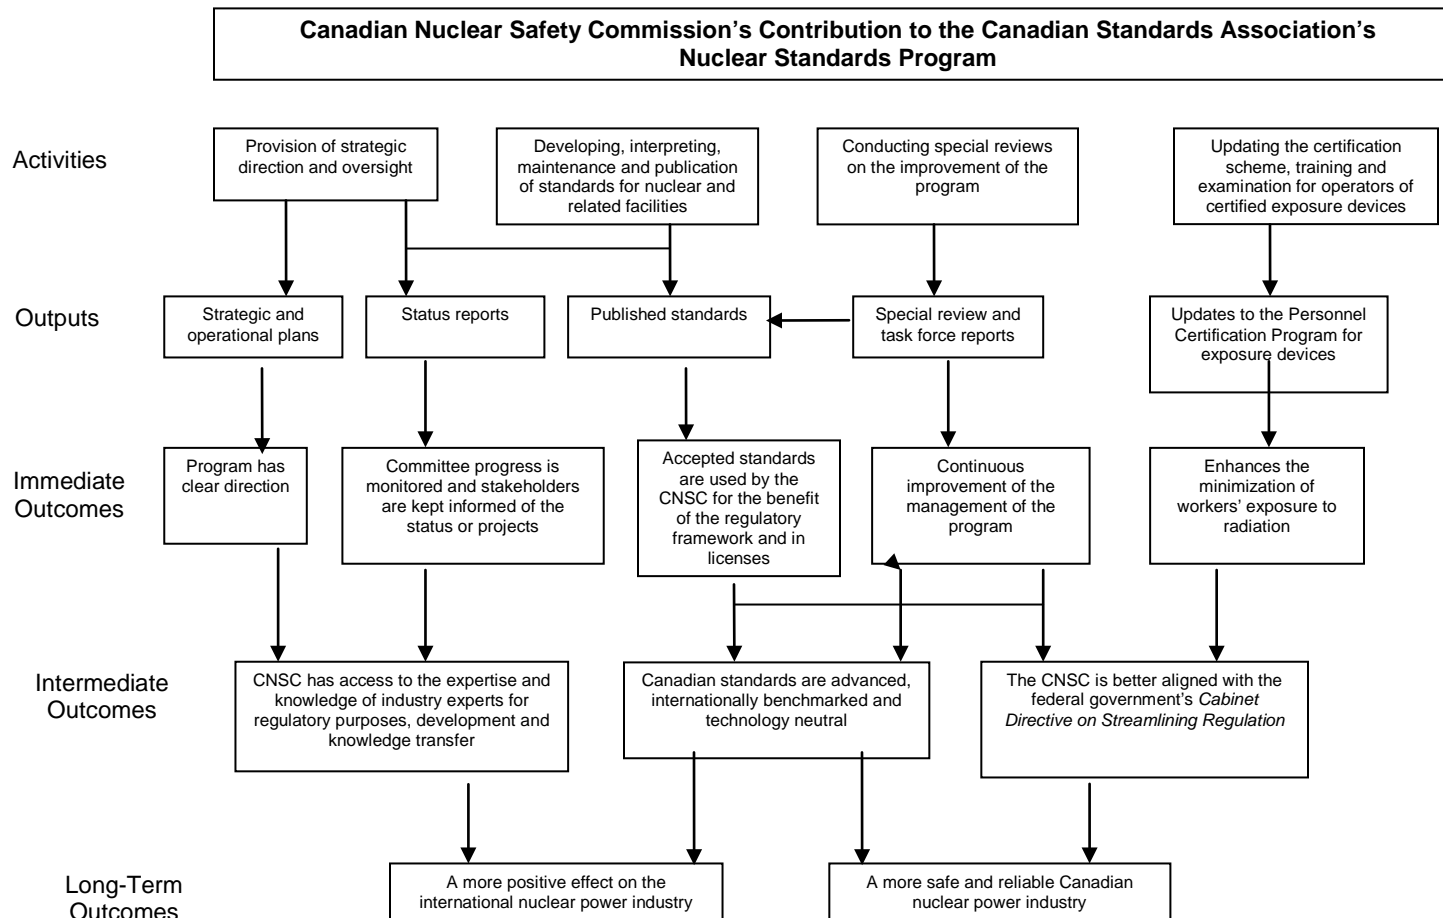 Canadian Nuclear Safety Commission’s Contribution to the Canadian Standards Association’s
Nuclear Standards Program
Activities
Provision of strategic
direction and oversight
Developing, interpreting,
maintenance and publication
of standards for nuclear and
related facilities
Conducting special reviews
on the improvement of the
program
Updating the certification
scheme, training and
examination for operators of
certified exposure devices
Outputs
Strategic and
operational plans
Status reports
Published standards
Special review and
task force reports
Updates to the Personnel
Certification Program for
exposure devices
Immediate
Outcomes
Program has
clear direction
Committee progress is
monitored and stakeholders
are kept informed of the
status or projects
Accepted standards
are used by the
CNSC for the benefit
of the regulatory
framework and in
licenses
Continuous
improvement of the
management of the
program
Enhances the
minimization of
workers’ exposure to
radiation
Intermediate
Outcomes
CNSC has access to the expertise and
knowledge of industry experts for
regulatory purposes, development and
knowledge transfer
Canadian standards are advanced,
internationally benchmarked and
technology neutral
The CNSC is better aligned with the
federal government’s Cabinet
Directive on Streamlining Regulation
Long-Term
Outcomes
A more positive effect on the
international nuclear power industry
A more safe and reliable Canadian
nuclear power industry